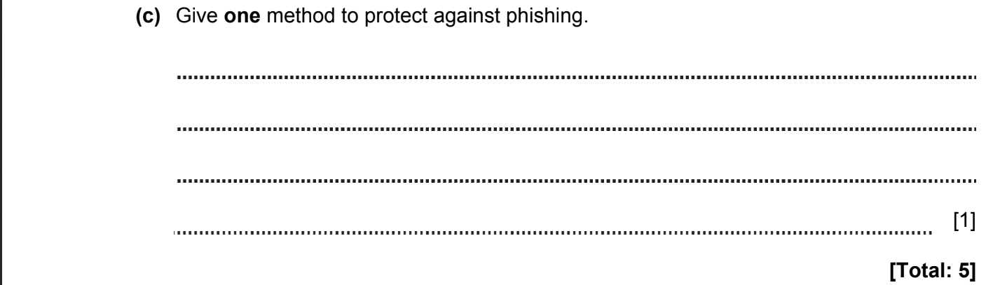 (c) Give one method to protect against phishing.
[1]
[Total: 5]